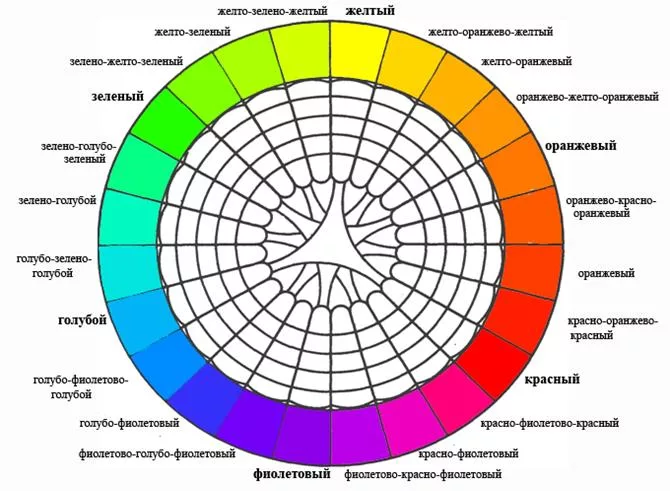 желто-зелено-желтый
желтый
желто-зеленый
желто-оранжево-желтый
зелено-желто-зеленый
желто-оранжевый
зеленый
оранжево-желто-оранжевый
зелено-голубо-
зеленый
оранжевый
зелено-голубой
оранжево-красно-
оранжевый
голубо-зелено-
голубой
оранжевый
голубой
красно-оранжево-
красный
голубо-фиолетово-
голубой
красный
голубо-фиолетовый
красно-фиолетово-красный
фиолетово-голубо-фиолетовый
красно-фиолетовый
фиолетовый
фиолетово-красно-фиолетовый